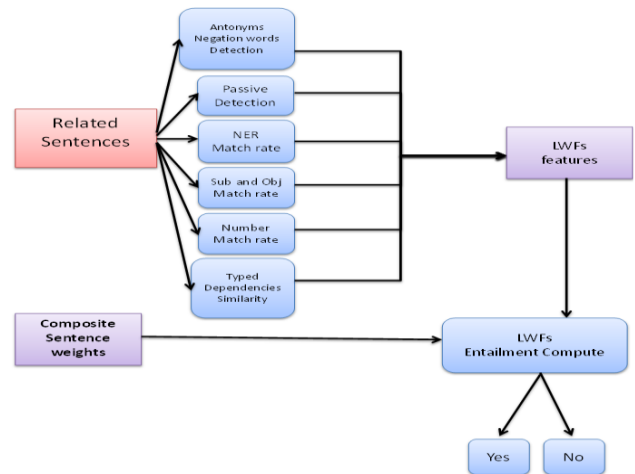 Antonyms
Negation words
Detection
Passive
Detection
Related
Sentences
NER
Match rate
LWFs
features
Sub and Obj
Match rate
Number
Match rate
Typed
Dependencies
Similarity
Composite
Sentence
weights
LWFs
Entailment Compute
Yes
No